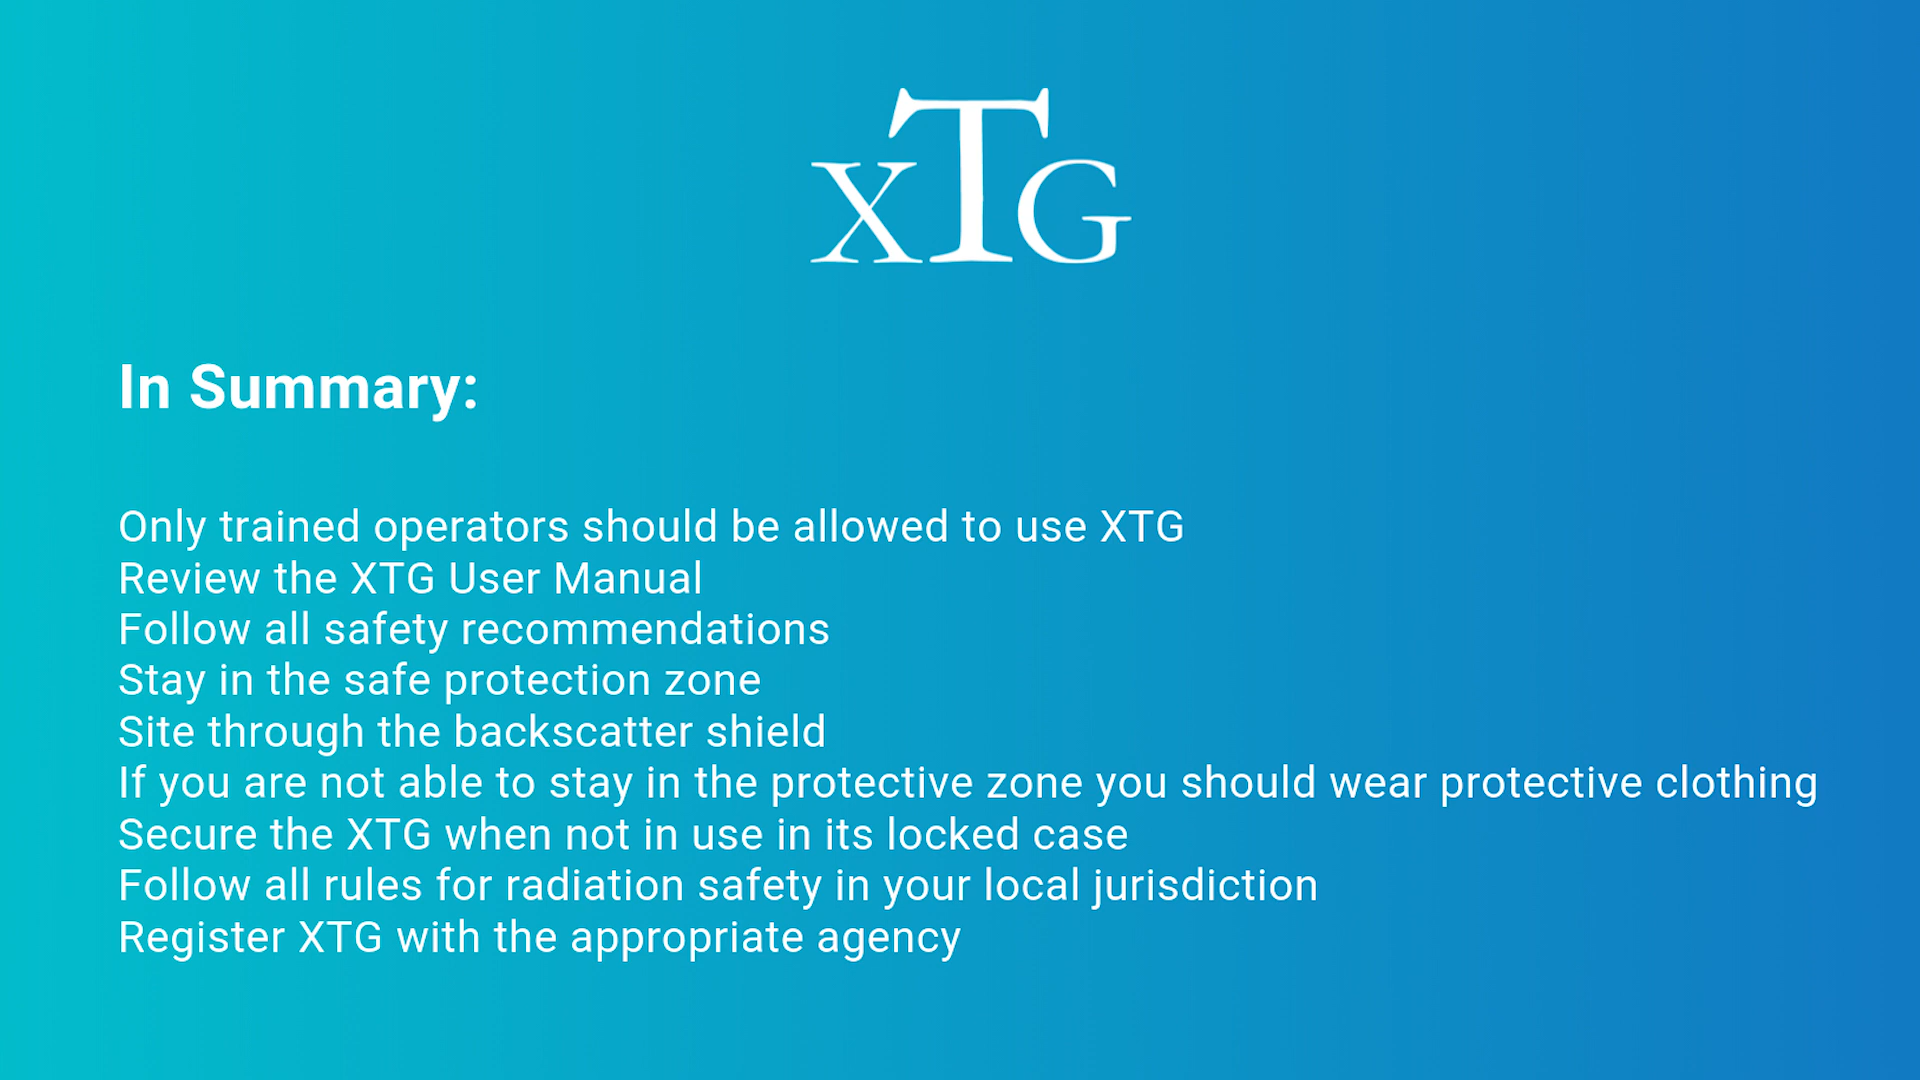 XTG
In Summary:
Only trained operators should be allowed to use XTG
Review the XTG User Manual
Follow all safety recommendations
Stay in the safe protection zone
Site through the backscatter shield
If you are not able to stay in the protective zone you should wear protective clothing
Secure the XTG when not in use in its locked case
Follow all rules for radiation safety in your local jurisdiction
Register XTG with the appropriate agency